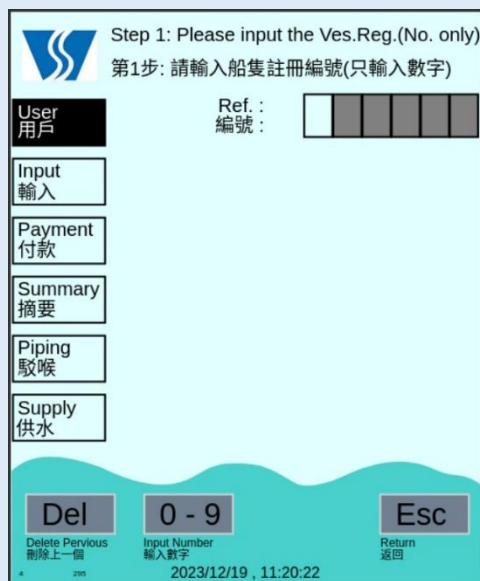 Step 1: Please input the Ves.Reg.(No. only)
第1步: 請輸入船隻註冊編號(只輸入數字)
User
用戶
Ref. :
編號 :
Input
輸入
Payment
付款
Summary
摘要
Piping
駁喉
Supply
供水
Del
0 - 9
Esc
Delete Pervious
刪除上一個
Input Number
輸入數字
Return
返回
4
295
2023/12/19 , 11:20:22